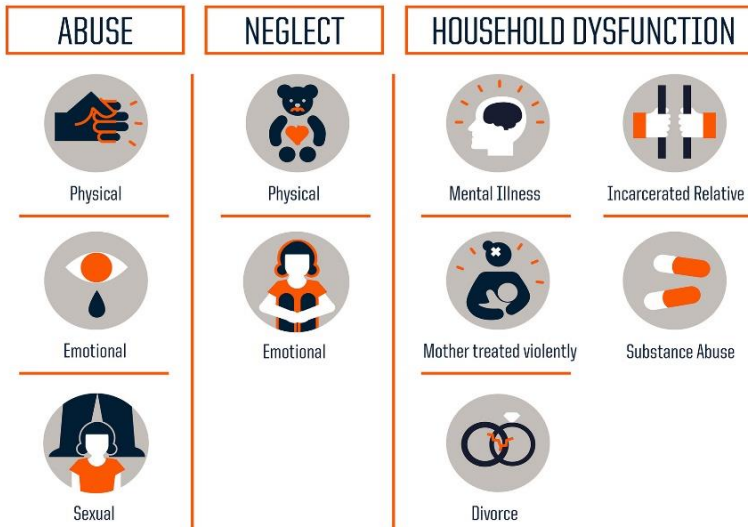 ABUSE
Physical
Emotional
Sexual
NEGLECT
Physical
Emotional
HOUSEHOLD DYSFUNCTION
Mental Illness
Incarcerated Relative
Mother treated violently
Substance Abuse
Divorce